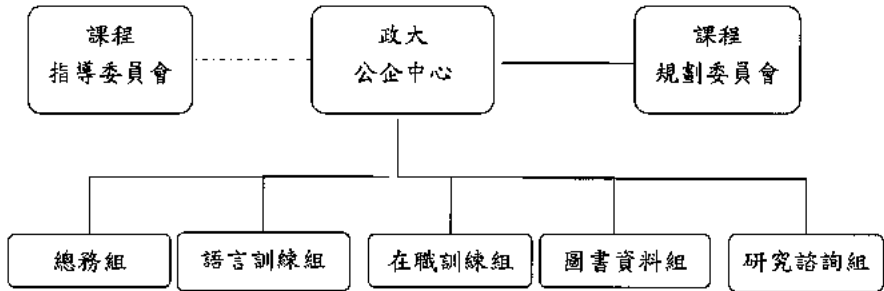 課程
指導委員會
政大
公企中心
課程
規劃委員會
總務組
語言訓練組
在職訓練組
圖書資料組
研究諮詢組